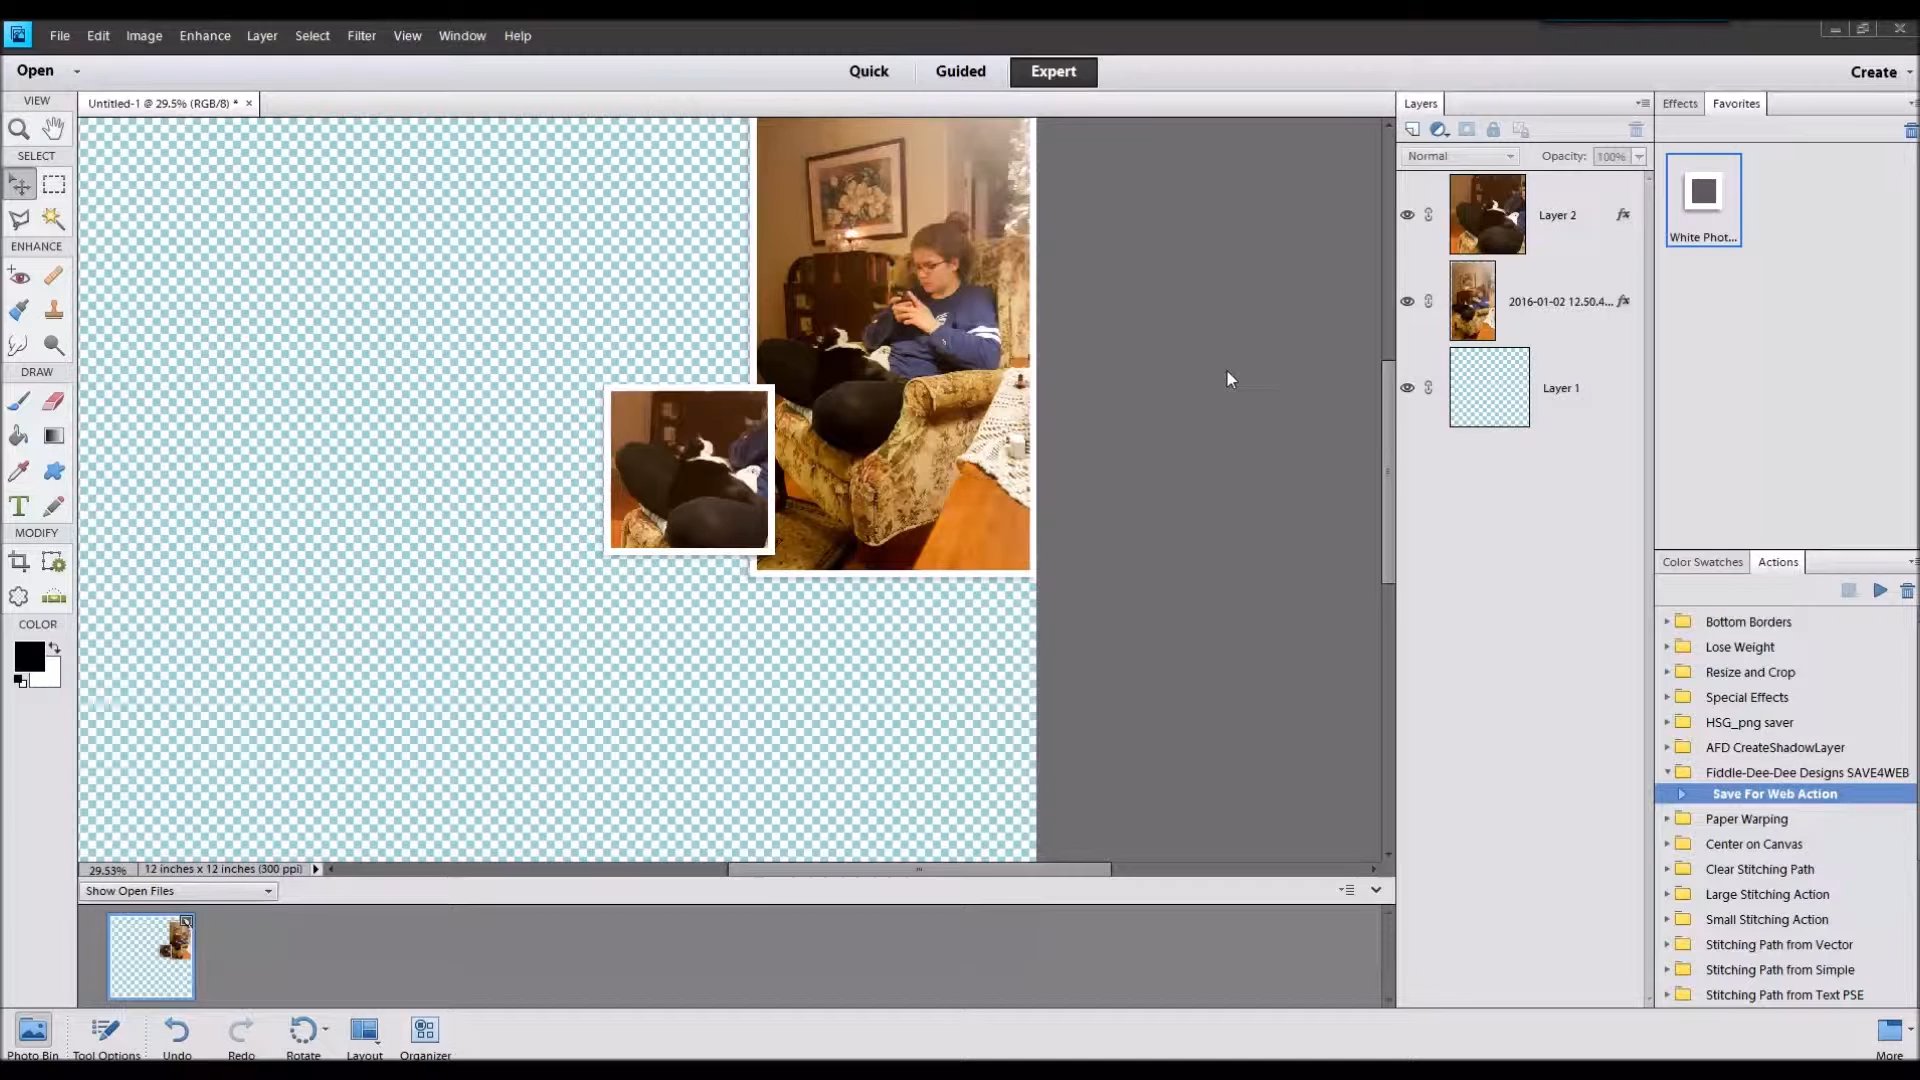 File Edit Image Enhance Layer Select Filter View Window Help
Open Quick Guided Expert Create
VIEW
SELECT
ENHANCE
DRAW
MODIFY
COLOR
Untitled-1 @ 29.5% (RGB/8) * ×
29.53% 12 inches x 12 inches (300 ppi)
Show Open Files
Layers
Normal Opacity: 100%
Layer 2 fx
2016-01-02 12.50.4... fx
Layer 1
Effects Favorites
White Phot...
Color Swatches Actions
Bottom Borders
Lose Weight
Resize and Crop
Special Effects
HSG_png saver
AFD CreateShadowLayer
Fiddle-Dee-Dee Designs SAVE4WEB
Save For Web Action
Paper Warping
Center on Canvas
Clear Stitching Path
Large Stitching Action
Small Stitching Action
Stitching Path from Vector
Stitching Path from Simple
Stitching Path from Text PSE
Photo Bin Tool Options Undo Redo Rotate Layout Organizer More